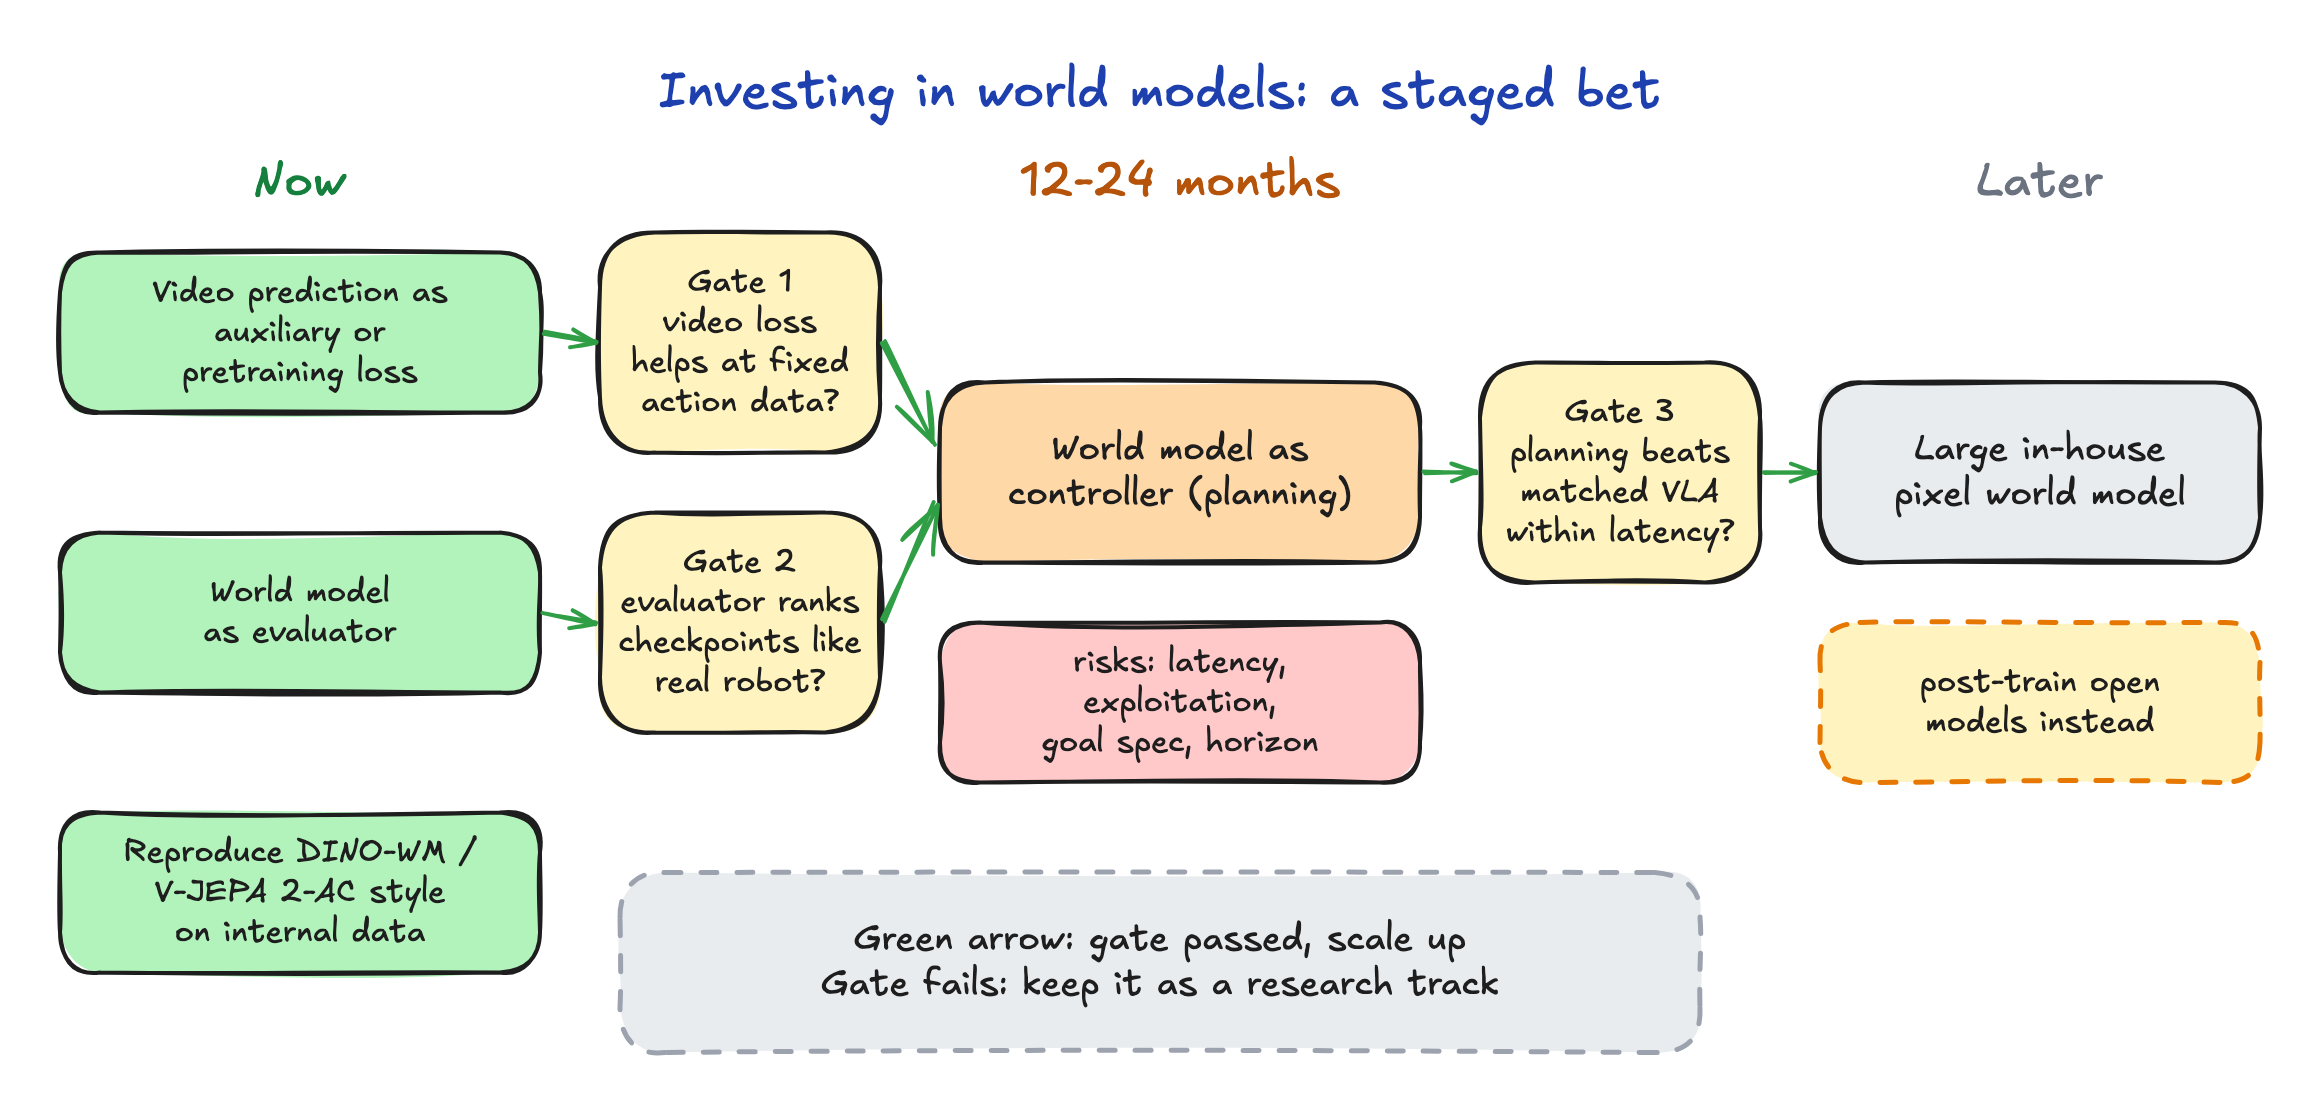 Investing in world models: a staged bet
Now
12-24 months
Later
Video prediction as
auxiliary or
pretraining loss
Gate 1
video loss
helps at fixed
action data?
World model
as evaluator
Gate 2
evaluator ranks
checkpoints like
real robot?
Reproduce DINO-WM /
V-JEPA 2-AC style
on internal data
World model as
controller (planning)
risks: latency,
exploitation,
goal spec, horizon
Gate 3
planning beats
matched VLA
within latency?
Large in-house
pixel world model
post-train open
models instead
Green arrow: gate passed, scale up
Gate fails: keep it as a research track